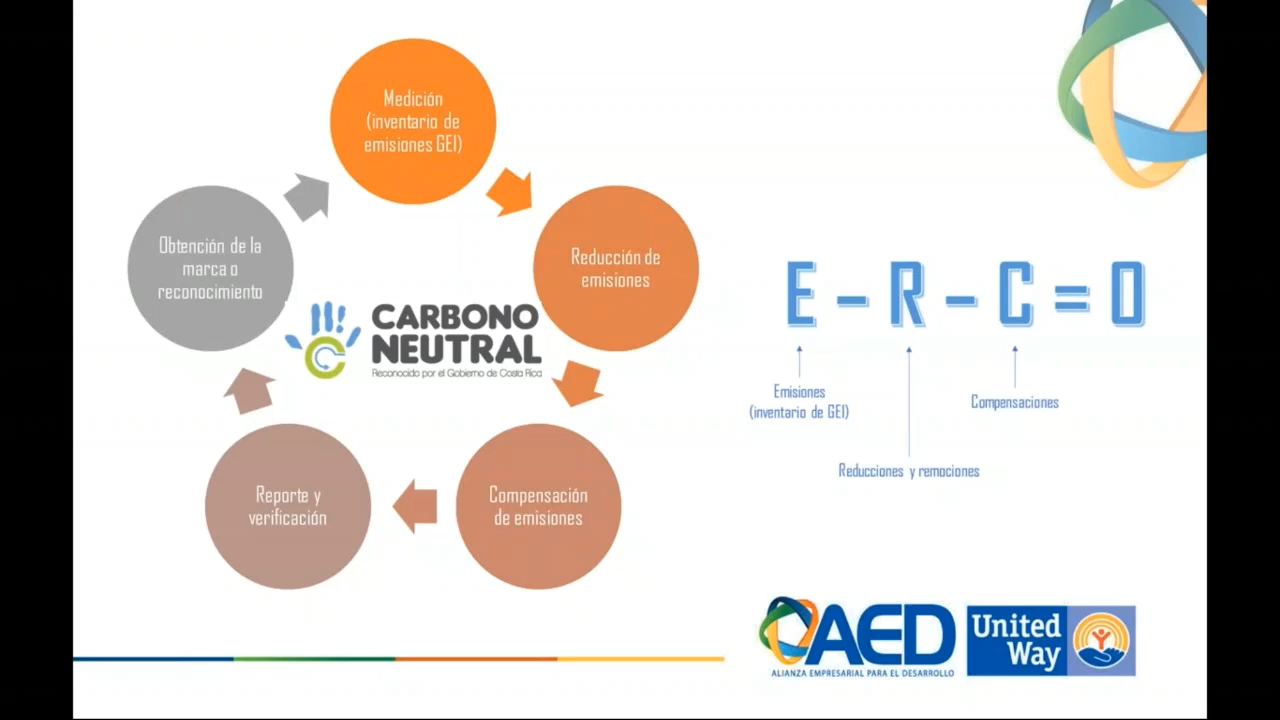 Medición
(inventario de
emisiones GEI)
Reducción de
emisiones
Compensación
de emisiones
Reporte y
verificación
Obtención de la
marca o
reconocimiento
CARBONO
NEUTRAL
Reconocido por el Gobierno de Costa Rica
E – R – C = 0
Emisiones
(inventario de GEI)
Compensaciones
Reducciones y remociones
AED
ALIANZA EMPRESARIAL PARA EL DESARROLLO
United
Way